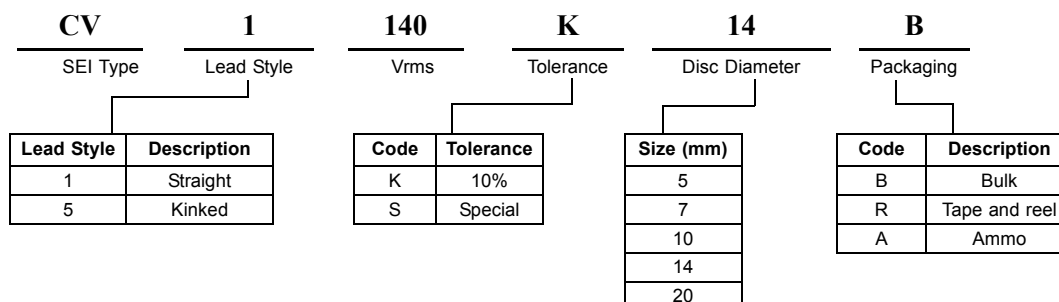 CV 1 140 K 14 B
SEI Type Lead Style Vrms Tolerance Disc Diameter Packaging
Lead Style Description
1 Straight
5 Kinked
Code Tolerance
K 10%
S Special
Size (mm)
5
7
10
14
20
Code Description
B Bulk
R Tape and reel
A Ammo